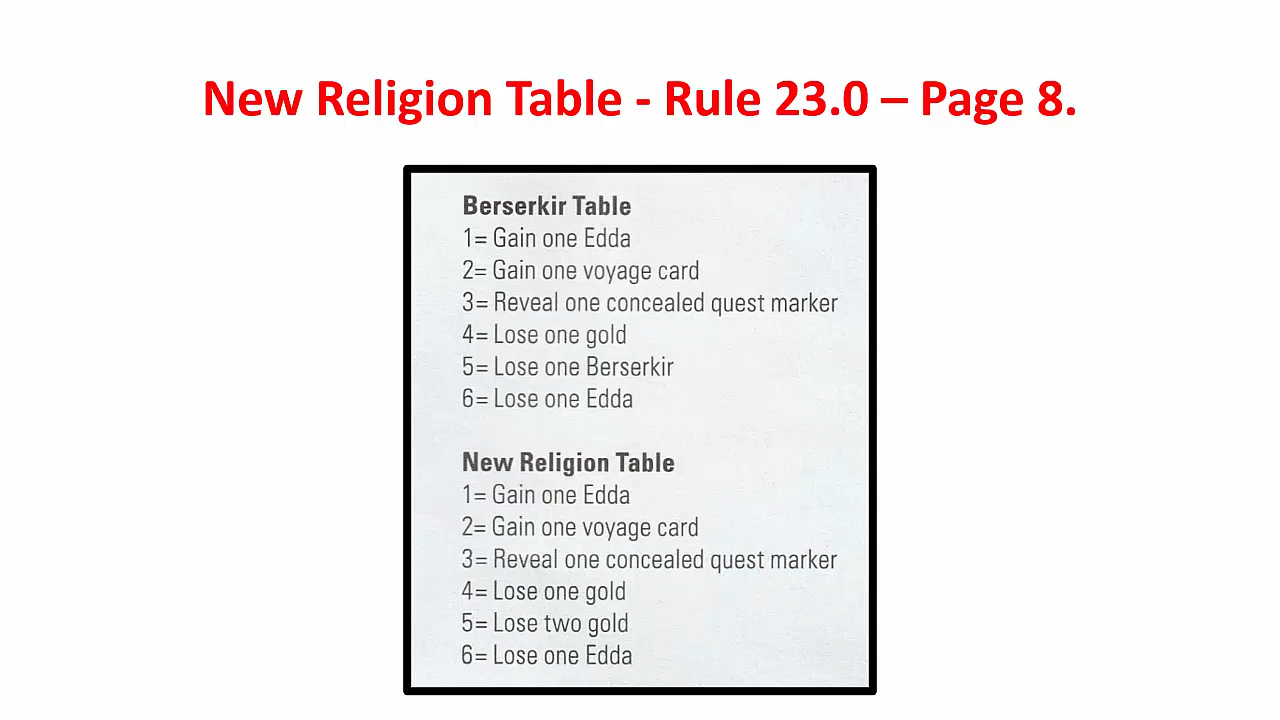 New Religion Table - Rule 23.0 – Page 8.
Berserkir Table
1= Gain one Edda
2= Gain one voyage card
3= Reveal one concealed quest marker
4= Lose one gold
5= Lose one Berserkir
6= Lose one Edda
New Religion Table
1= Gain one Edda
2= Gain one voyage card
3= Reveal one concealed quest marker
4= Lose one gold
5= Lose two gold
6= Lose one Edda